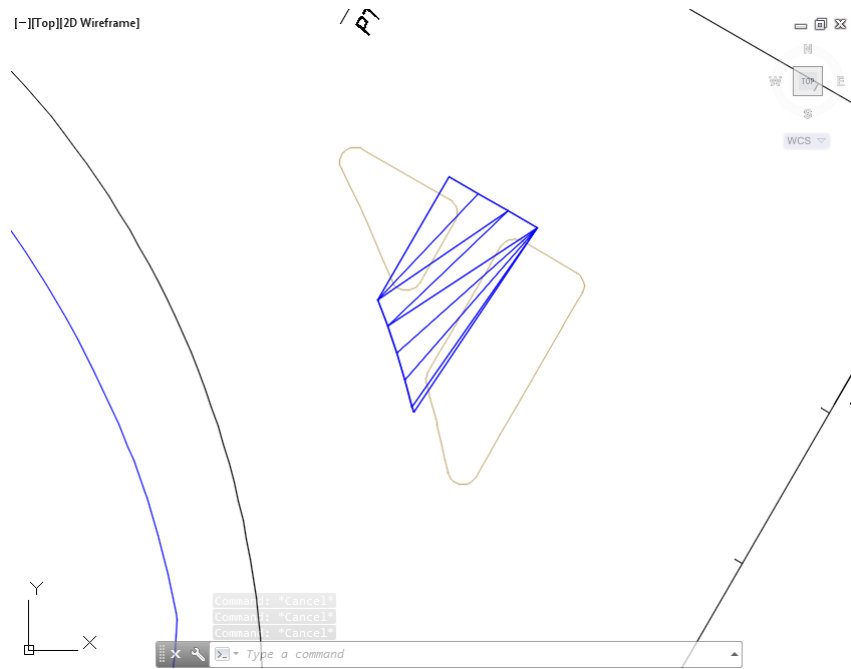 [−][Top][2D Wireframe]
N
W
TOP
E
S
WCS
Y
X
Command: *Cancel*
Command: *Cancel*
Command: *Cancel*
Type a command